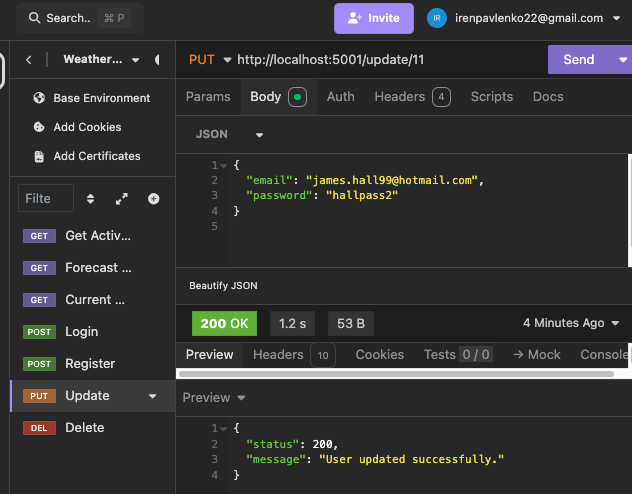 Search.. ⌘ P
Invite
IR irenpavlenko22@gmail.com
Weather...
Base Environment
Add Cookies
Add Certificates
Filte
GET Get Activ...
GET Forecast ...
GET Current ...
POST Login
POST Register
PUT Update
DEL Delete
PUT http://localhost:5001/update/11
Send
Params Body Auth Headers 4 Scripts Docs
JSON
1 {
2 "email": "james.hall99@hotmail.com",
3 "password": "hallpass2"
4 }
5
Beautify JSON
200 OK 1.2 s 53 B 4 Minutes Ago
Preview Headers 10 Cookies Tests 0 / 0 → Mock Console
Preview
1 {
2 "status": 200,
3 "message": "User updated successfully."
4 }